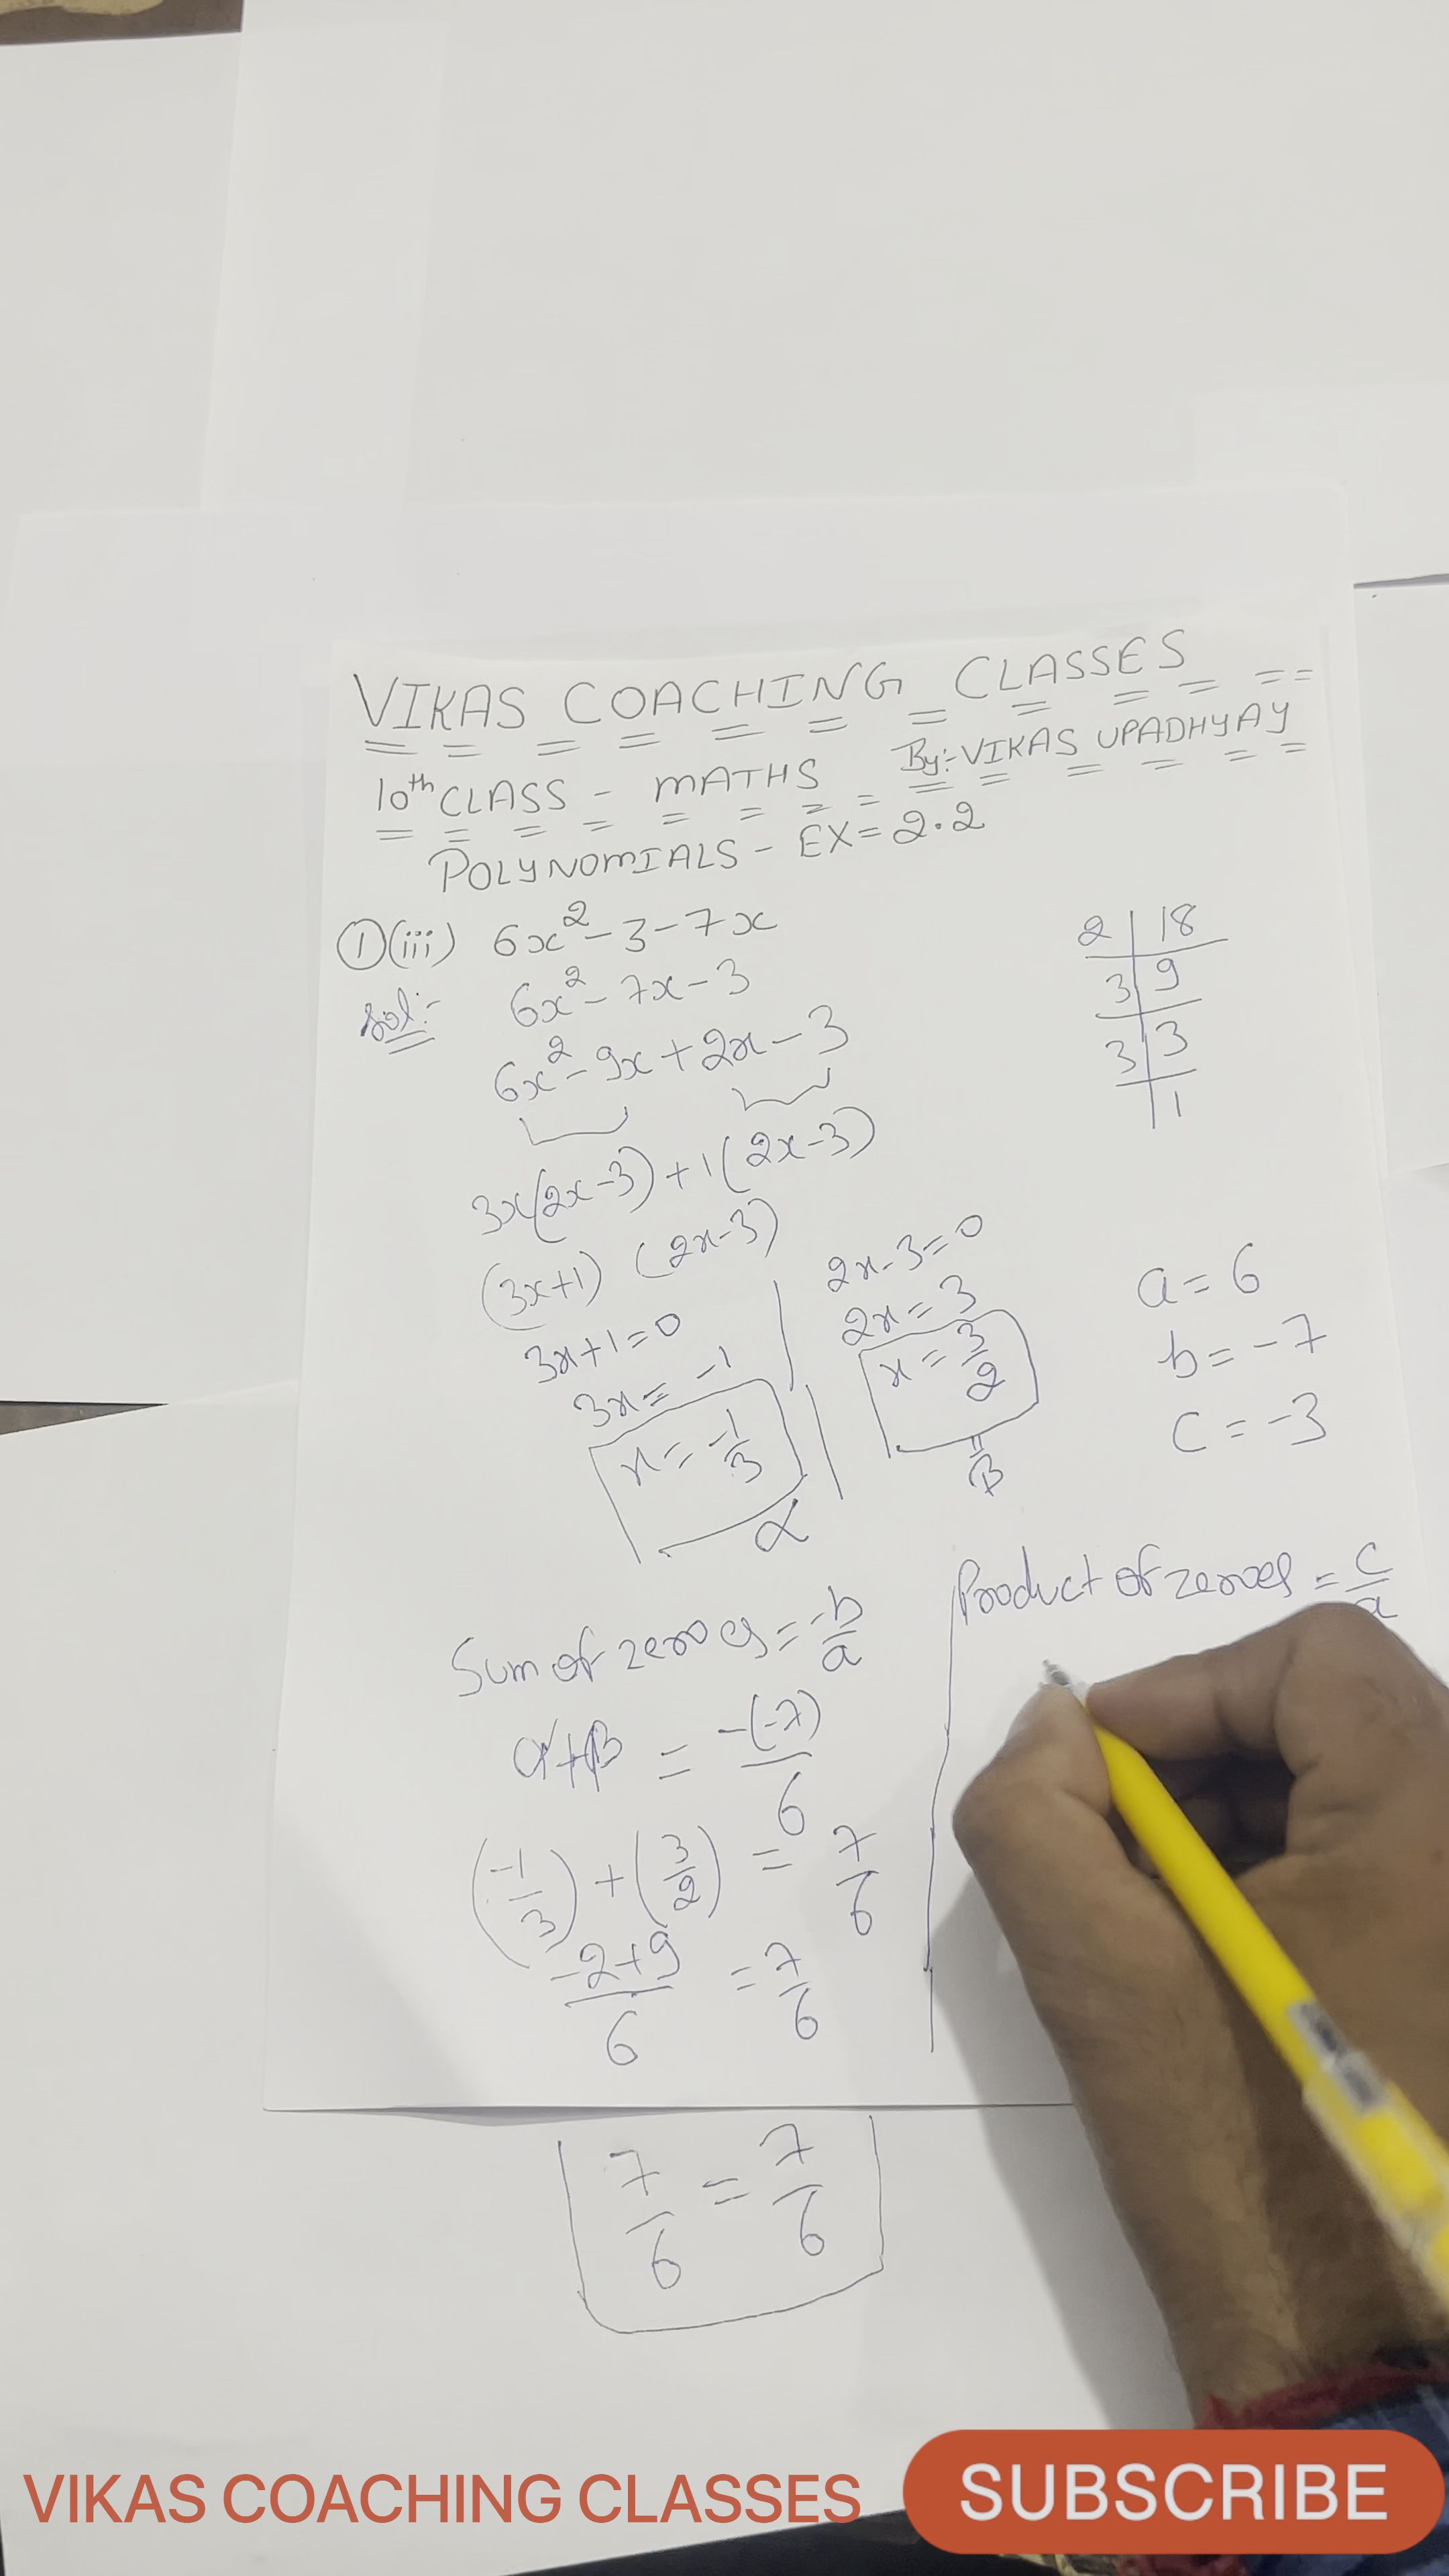 VIKAS COACHING CLASSES
10th CLASS - MATHS By:- VIKAS UPADHYAY
POLYNOMIALS - EX = 2.2
① (iii) 6x² - 3 - 7x
Sol:- 6x² - 7x - 3
6x² - 9x + 2x - 3
3x(2x-3) + 1(2x-3)
(3x+1) (2x-3)
3x+1=0
3x = -1
x = -1/3
α
2x-3=0
2x = 3
x = 3/2
β
2 | 18
3 | 9
3 | 3
1
a = 6
b = -7
c = -3
Sum of zeroes = -b/a
α+β = -(-7)/6
(-1/3) + (3/2) = 7/6
-2+9/6 = 7/6
7/6 = 7/6
Product of zeroes = c/a
VIKAS COACHING CLASSES
SUBSCRIBE